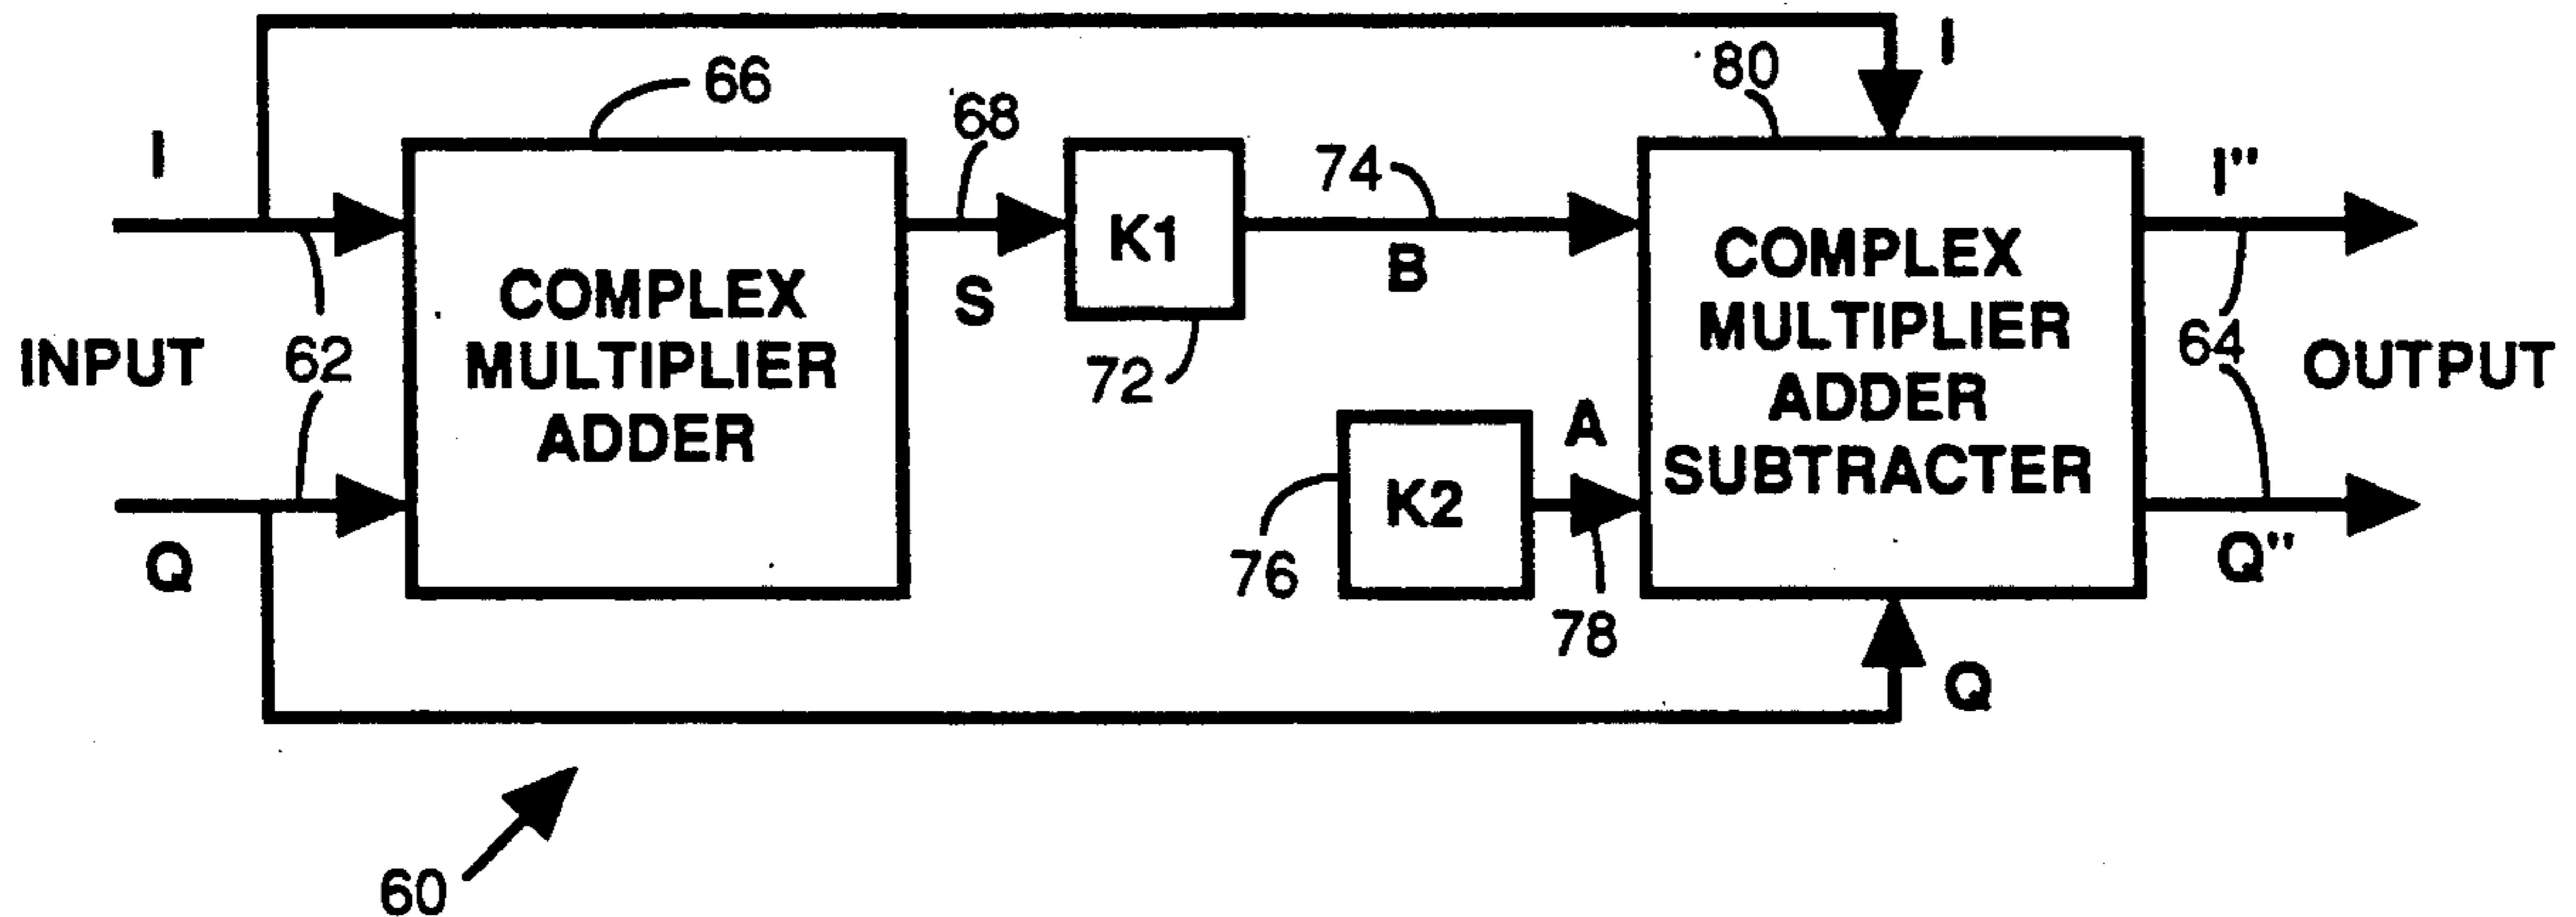 I
80
66
68
I
74
I"
K1
B
COMPLEX
MULTIPLIER
ADDER
S
COMPLEX
MULTIPLIER
ADDER
SUBTRACTER
INPUT
62
72
64
OUTPUT
A
K2
Q
76
78
Q"
Q
60